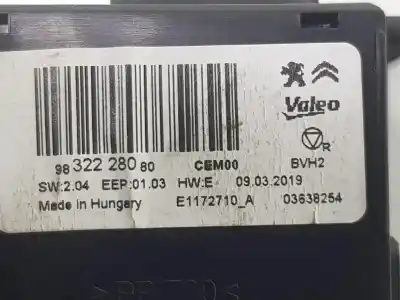 Valeo
R
98 322 280 80 CEM00 BVH2
SW:2.04 EEP:01.03 HW:E 09.03.2019
Made in Hungary E1172710_A 03638254